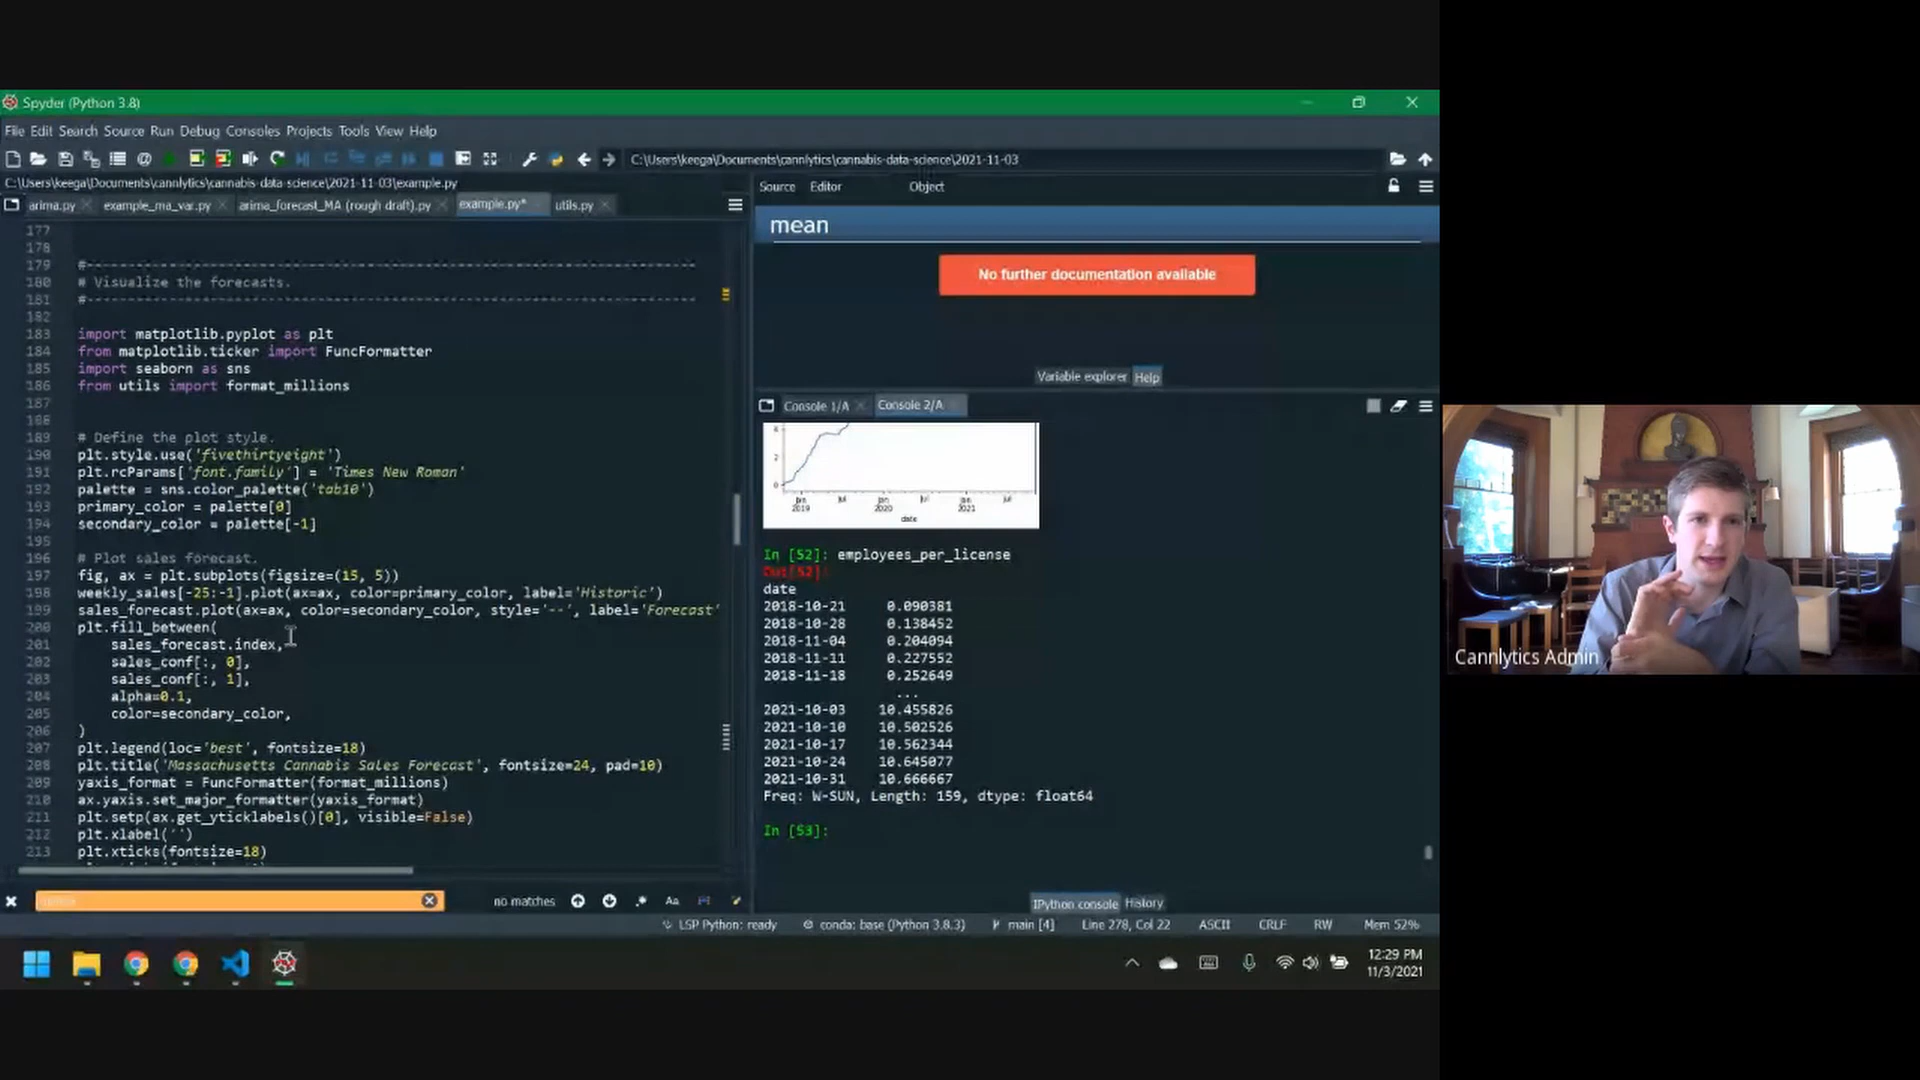 Spyder (Python 3.8)
File Edit Search Source Run Debug Consoles Projects Tools View Help
C:\Users\keega\Documents\cannlytics\cannabis-data-science\2021-11-03
C:\Users\keega\Documents\cannlytics\cannabis-data-science\2021-11-03\example.py
arima.py example_ma_var.py arima_forecast_MA (rough draft).py example.py* utils.py
177
178
179 #---------------------------------------------------------------------------
180 # Visualize the forecasts.
181 #---------------------------------------------------------------------------
182
183 import matplotlib.pyplot as plt
184 from matplotlib.ticker import FuncFormatter
185 import seaborn as sns
186 from utils import format_millions
187
188
189 # Define the plot style.
190 plt.style.use('fivethirtyeight')
191 plt.rcParams['font.family'] = 'Times New Roman'
192 palette = sns.color_palette('tab10')
193 primary_color = palette[0]
194 secondary_color = palette[-1]
195
196 # Plot sales forecast.
197 fig, ax = plt.subplots(figsize=(15, 5))
198 weekly_sales[-25:-1].plot(ax=ax, color=primary_color, label='Historic')
199 sales_forecast.plot(ax=ax, color=secondary_color, style='--', label='Forecast'
200 plt.fill_between(
201 sales_forecast.index,
202 sales_conf[:, 0],
203 sales_conf[:, 1],
204 alpha=0.1,
205 color=secondary_color,
206 )
207 plt.legend(loc='best', fontsize=18)
208 plt.title('Massachusetts Cannabis Sales Forecast', fontsize=24, pad=10)
209 yaxis_format = FuncFormatter(format_millions)
210 ax.yaxis.set_major_formatter(yaxis_format)
211 plt.setp(ax.get_yticklabels()[0], visible=False)
212 plt.xlabel('')
213 plt.xticks(fontsize=18)
no matches
Aa
Source Editor Object
mean
No further documentation available
Variable explorer Help
Console 1/A Console 2/A
2
0
Jan 2019 Jul Jan 2020 Jul Jan 2021 Jul
date
In [52]: employees_per_license
Out[52]:
date
2018-10-21 0.090381
2018-10-28 0.138452
2018-11-04 0.204094
2018-11-11 0.227552
2018-11-18 0.252649
...
2021-10-03 10.455826
2021-10-10 10.502526
2021-10-17 10.562344
2021-10-24 10.645077
2021-10-31 10.666667
Freq: W-SUN, Length: 159, dtype: float64
In [53]:
IPython console History
LSP Python: ready conda: base (Python 3.8.3) main [4] Line 278, Col 22 ASCII CRLF RW Mem 52%
12:29 PM
11/3/2021
Cannlytics Admin